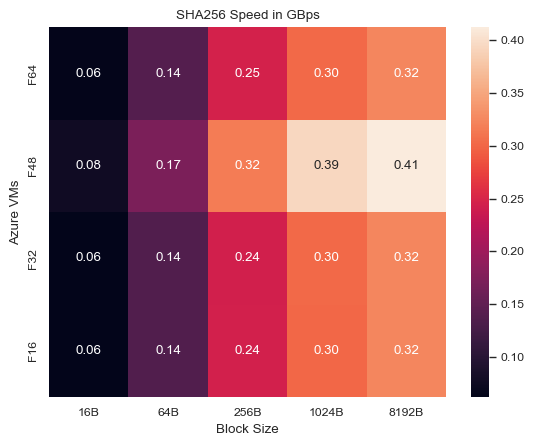 SHA256 Speed in GBps
F64 0.06 0.14 0.25 0.30 0.32
F48 0.08 0.17 0.32 0.39 0.41
F32 0.06 0.14 0.24 0.30 0.32
F16 0.06 0.14 0.24 0.30 0.32
16B 64B 256B 1024B 8192B
Block Size
Azure VMs
0.40
0.35
0.30
0.25
0.20
0.15
0.10